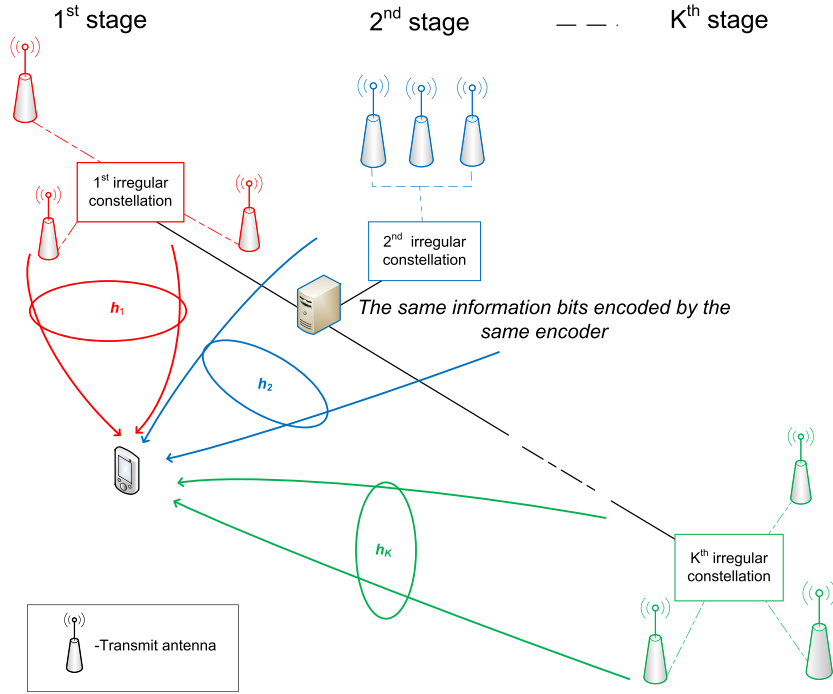 1st stage
2nd stage
Kth stage
1st irregular
constellation
2nd irregular
constellation
The same information bits encoded by the
same encoder
h1
h2
hK
Kth irregular
constellation
-Transmit antenna